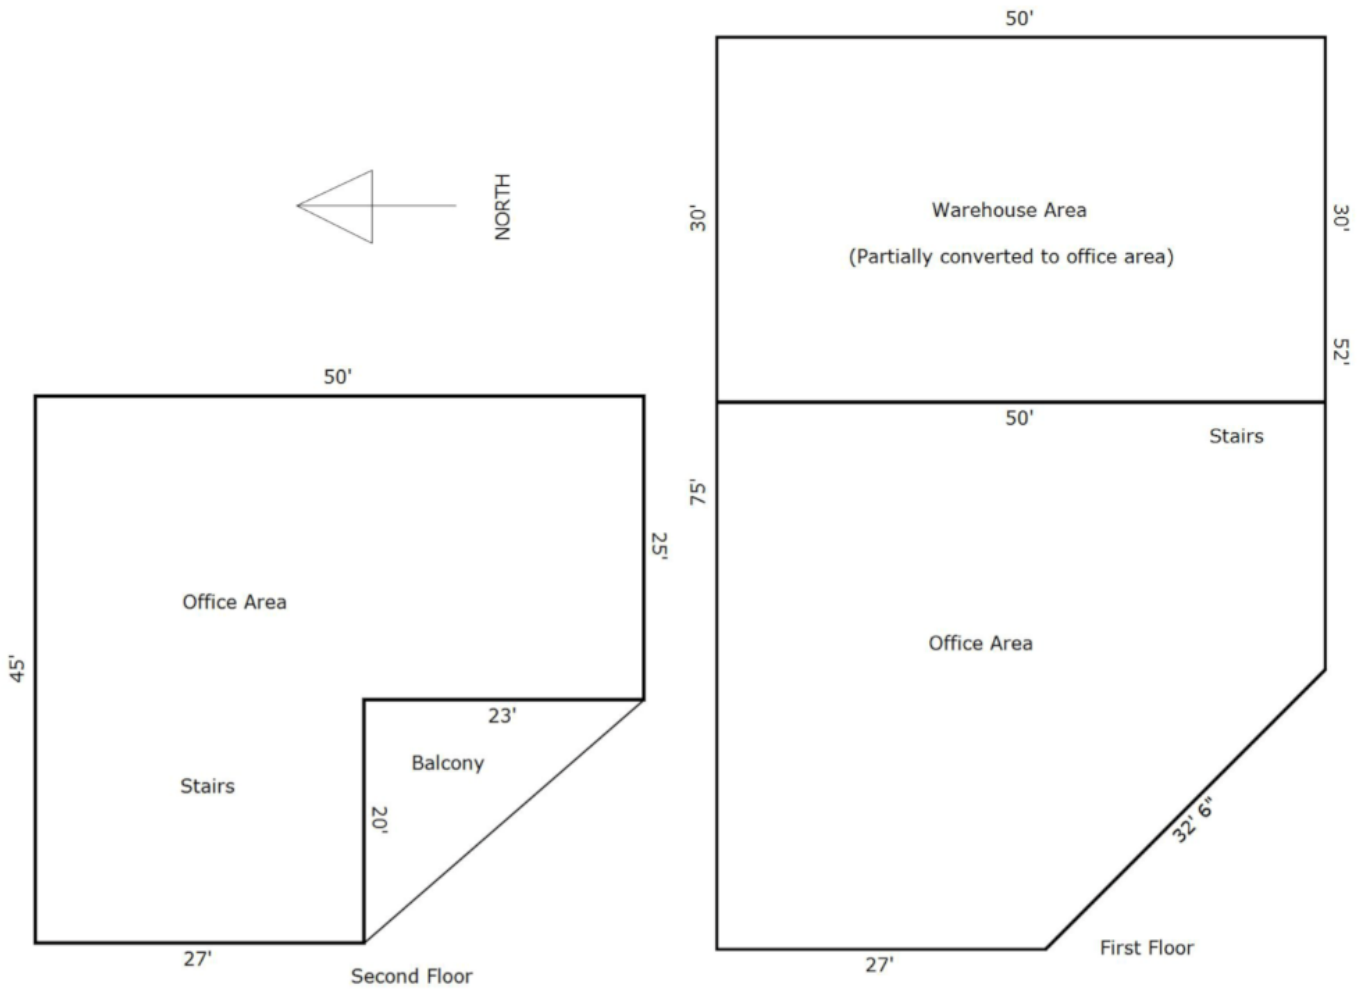 50'
NORTH
30'
Warehouse Area
(Partially converted to office area)
30'
52'
50'
50'
Stairs
75'
25'
Office Area
Office Area
45'
23'
Balcony
Stairs
20'
32' 6"
27'
Second Floor
27'
First Floor